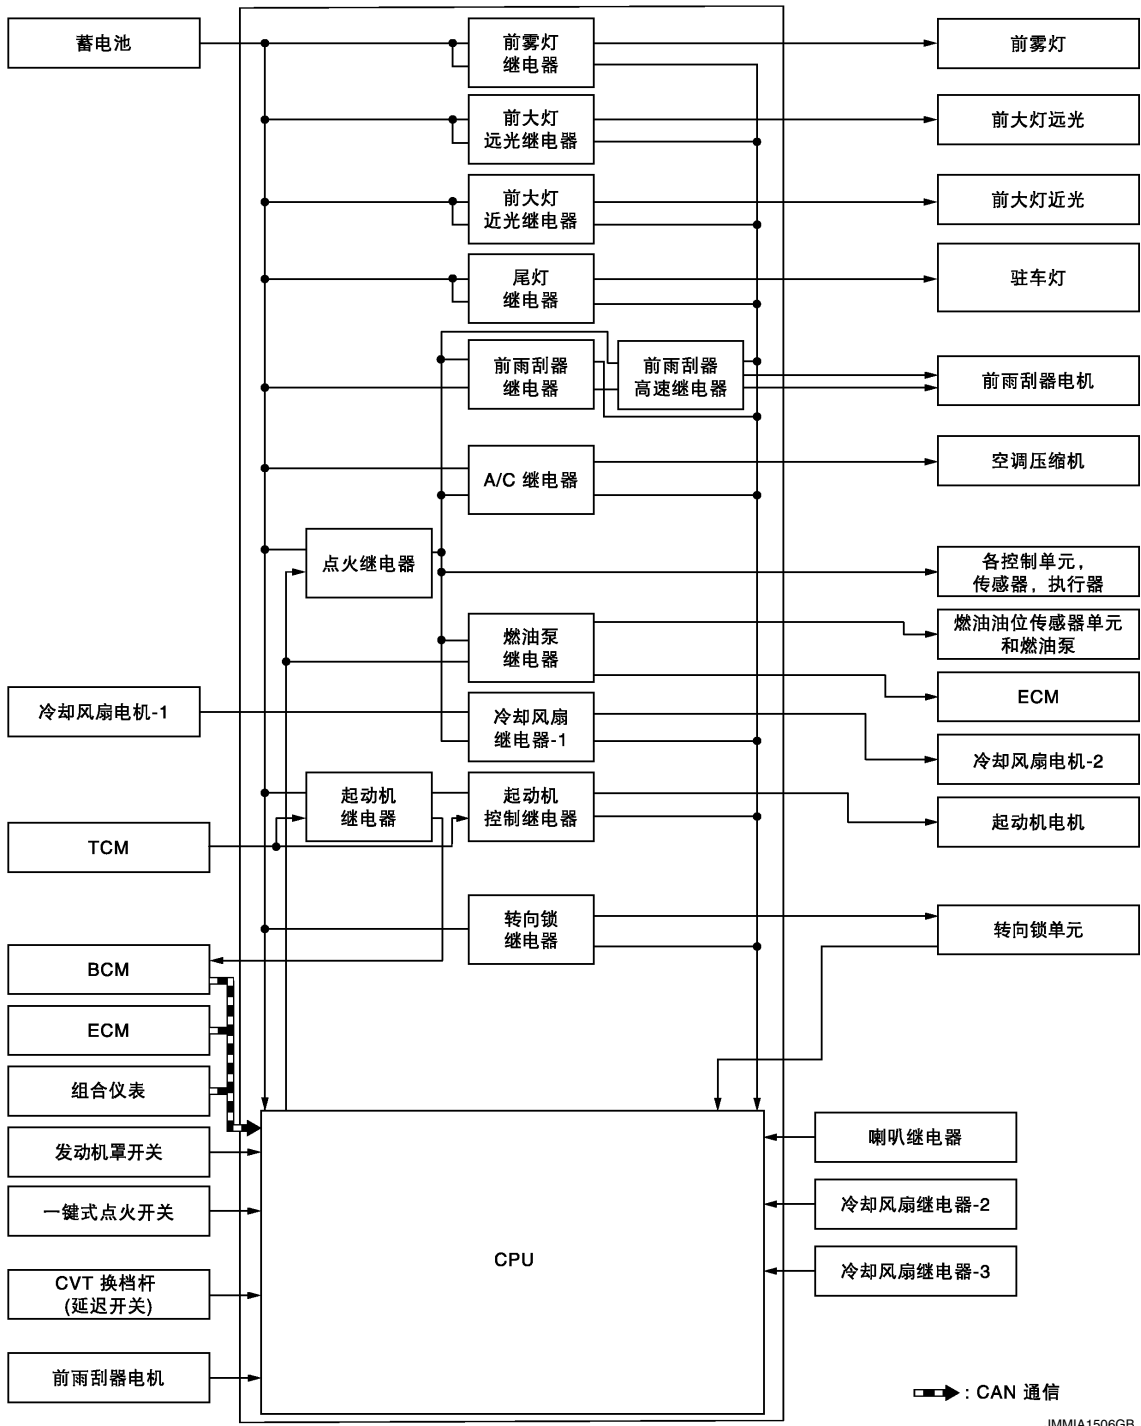 蓄电池
前雾灯
继电器
前雾灯
前大灯
远光继电器
前大灯远光
前大灯
近光继电器
前大灯近光
尾灯
继电器
驻车灯
前雨刮器
继电器
前雨刮器
高速继电器
前雨刮器电机
A/C 继电器
空调压缩机
点火继电器
各控制单元，
传感器，执行器
燃油泵
继电器
燃油油位传感器单元
和燃油泵
ECM
冷却风扇电机-1
冷却风扇
继电器-1
冷却风扇电机-2
起动机
继电器
起动机
控制继电器
起动机电机
TCM
转向锁
继电器
转向锁单元
BCM
ECM
组合仪表
发动机罩开关
一键式点火开关
CVT 换档杆
(延迟开关)
前雨刮器电机
CPU
喇叭继电器
冷却风扇继电器-2
冷却风扇继电器-3
: CAN 通信
JMMIA1506GB